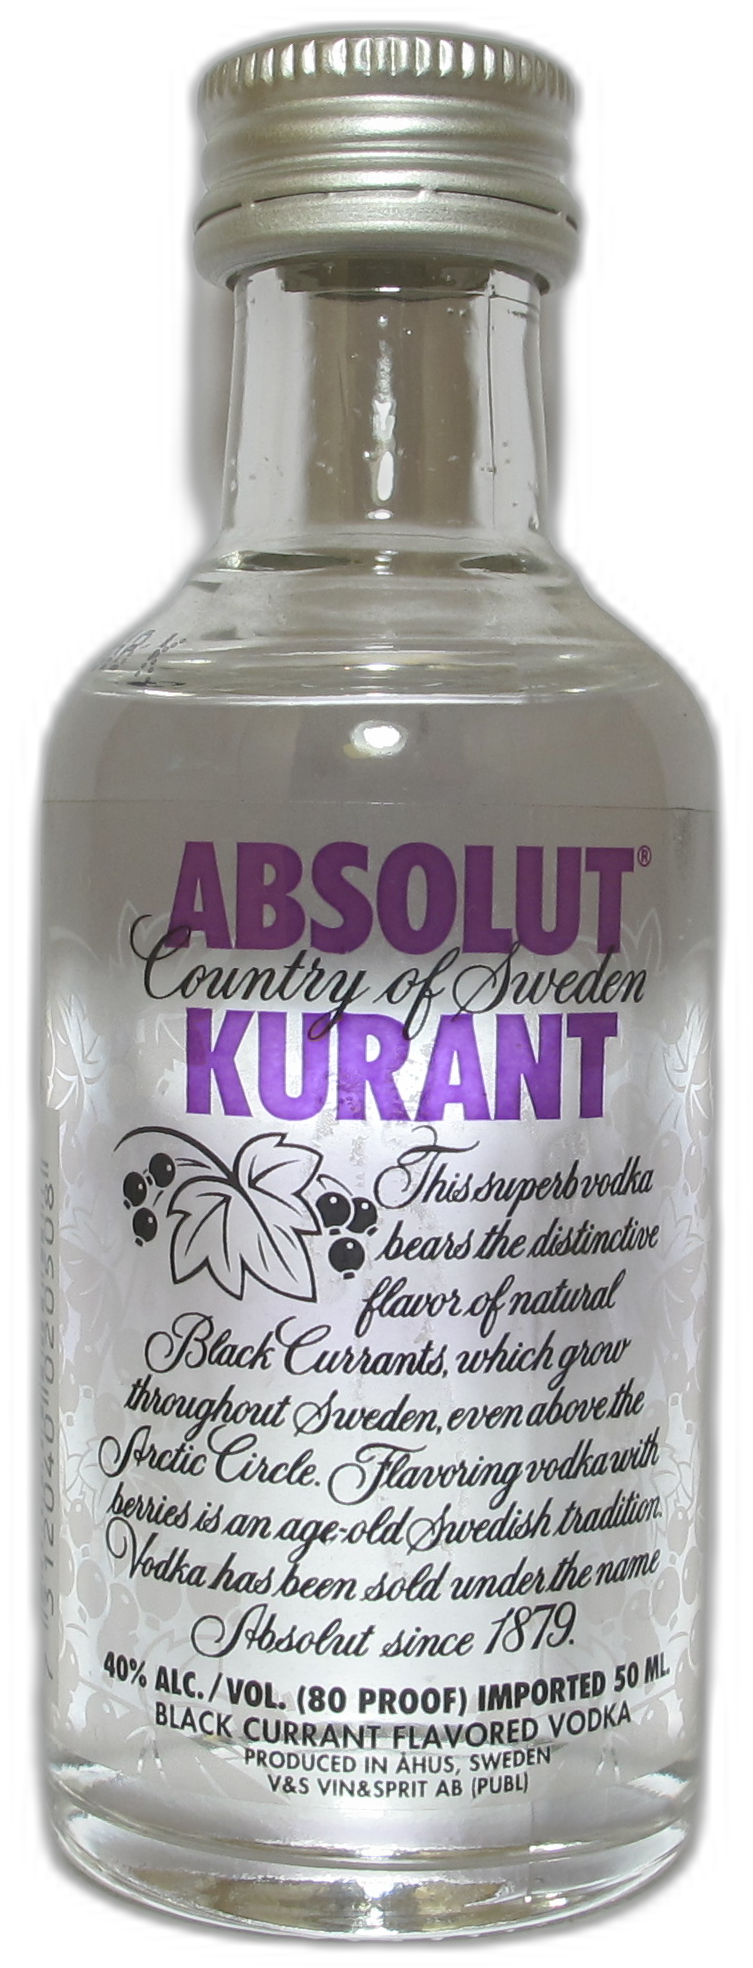 ABSOLUT®
Country of Sweden
KURANT
This superb vodka
bears the distinctive
flavor of natural
Black Currants, which grow
throughout Sweden, even above the
Arctic Circle. Flavoring vodka with
berries is an age-old Swedish tradition.
Vodka has been sold under the name
Absolut since 1879.
40% ALC./VOL. (80 PROOF) IMPORTED 50 ML.
BLACK CURRANT FLAVORED VODKA
PRODUCED IN ÅHUS, SWEDEN
V&S VIN&SPRIT AB (PUBL)